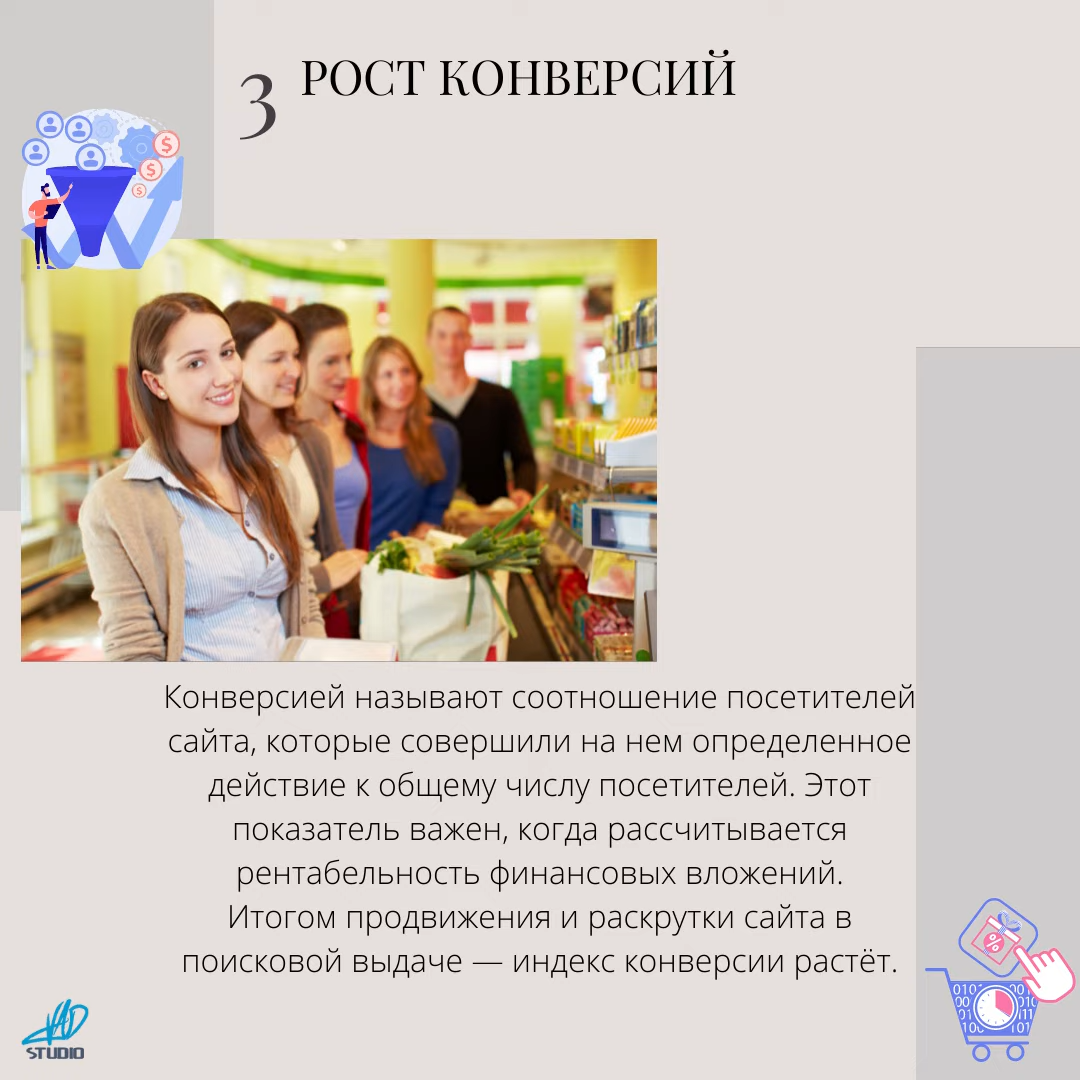 3 РОСТ КОНВЕРСИЙ
Конверсией называют соотношение посетителей
сайта, которые совершили на нем определенное
действие к общему числу посетителей. Этот
показатель важен, когда рассчитывается
рентабельность финансовых вложений.
Итогом продвижения и раскрутки сайта в
поисковой выдаче — индекс конверсии растёт.
STUDIO